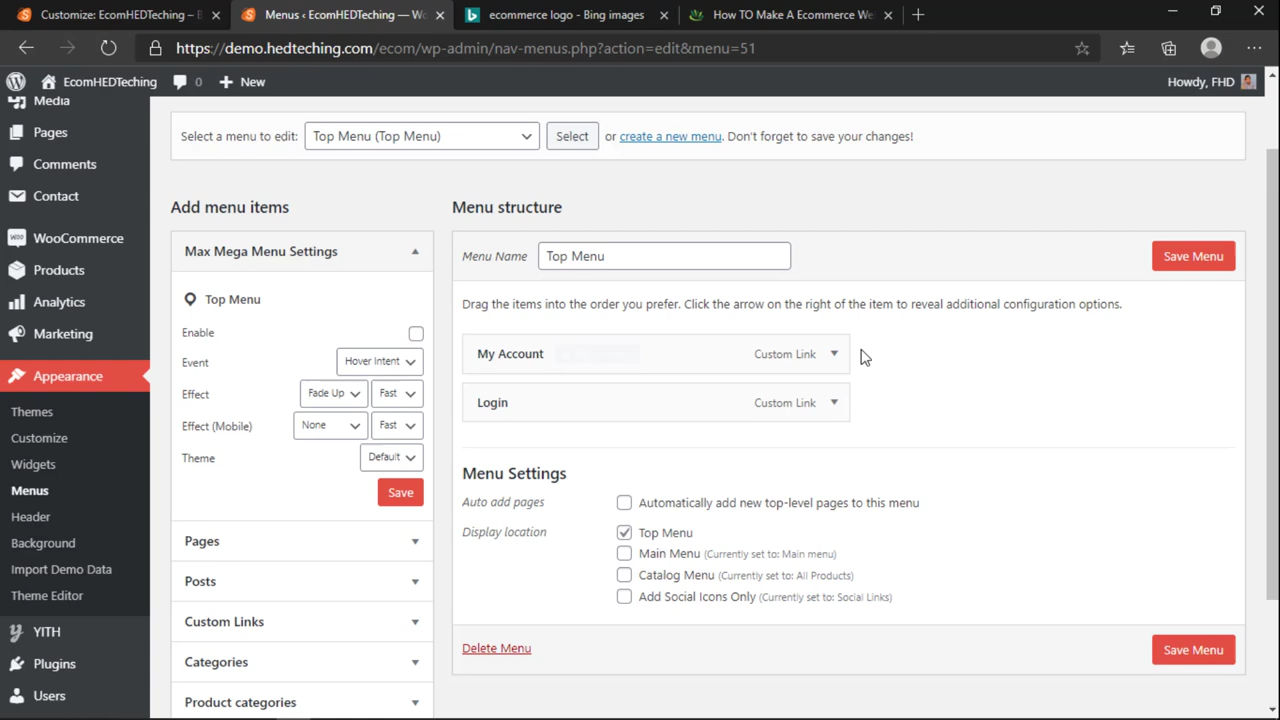 Customize: EcomHEDTeching – E
Menus ‹ EcomHEDTeching — Wo
ecommerce logo - Bing images
How TO Make A Ecommerce We
https://demo.hedteching.com/ecom/wp-admin/nav-menus.php?action=edit&menu=51
EcomHEDTeching
0
New
Howdy, FHD
Media
Pages
Comments
Contact
WooCommerce
Products
Analytics
Marketing
Appearance
Themes
Customize
Widgets
Menus
Header
Background
Import Demo Data
Theme Editor
YITH
Plugins
Users
Select a menu to edit: Top Menu (Top Menu) Select or create a new menu. Don't forget to save your changes!
Add menu items
Max Mega Menu Settings
Top Menu
Enable
Event Hover Intent
Effect Fade Up Fast
Effect (Mobile) None Fast
Theme Default
Save
Pages
Posts
Custom Links
Categories
Product categories
Menu structure
Menu Name Top Menu Save Menu
Drag the items into the order you prefer. Click the arrow on the right of the item to reveal additional configuration options.
My Account Custom Link
Login Custom Link
Menu Settings
Auto add pages Automatically add new top-level pages to this menu
Display location Top Menu
Main Menu (Currently set to: Main menu)
Catalog Menu (Currently set to: All Products)
Add Social Icons Only (Currently set to: Social Links)
Delete Menu Save Menu